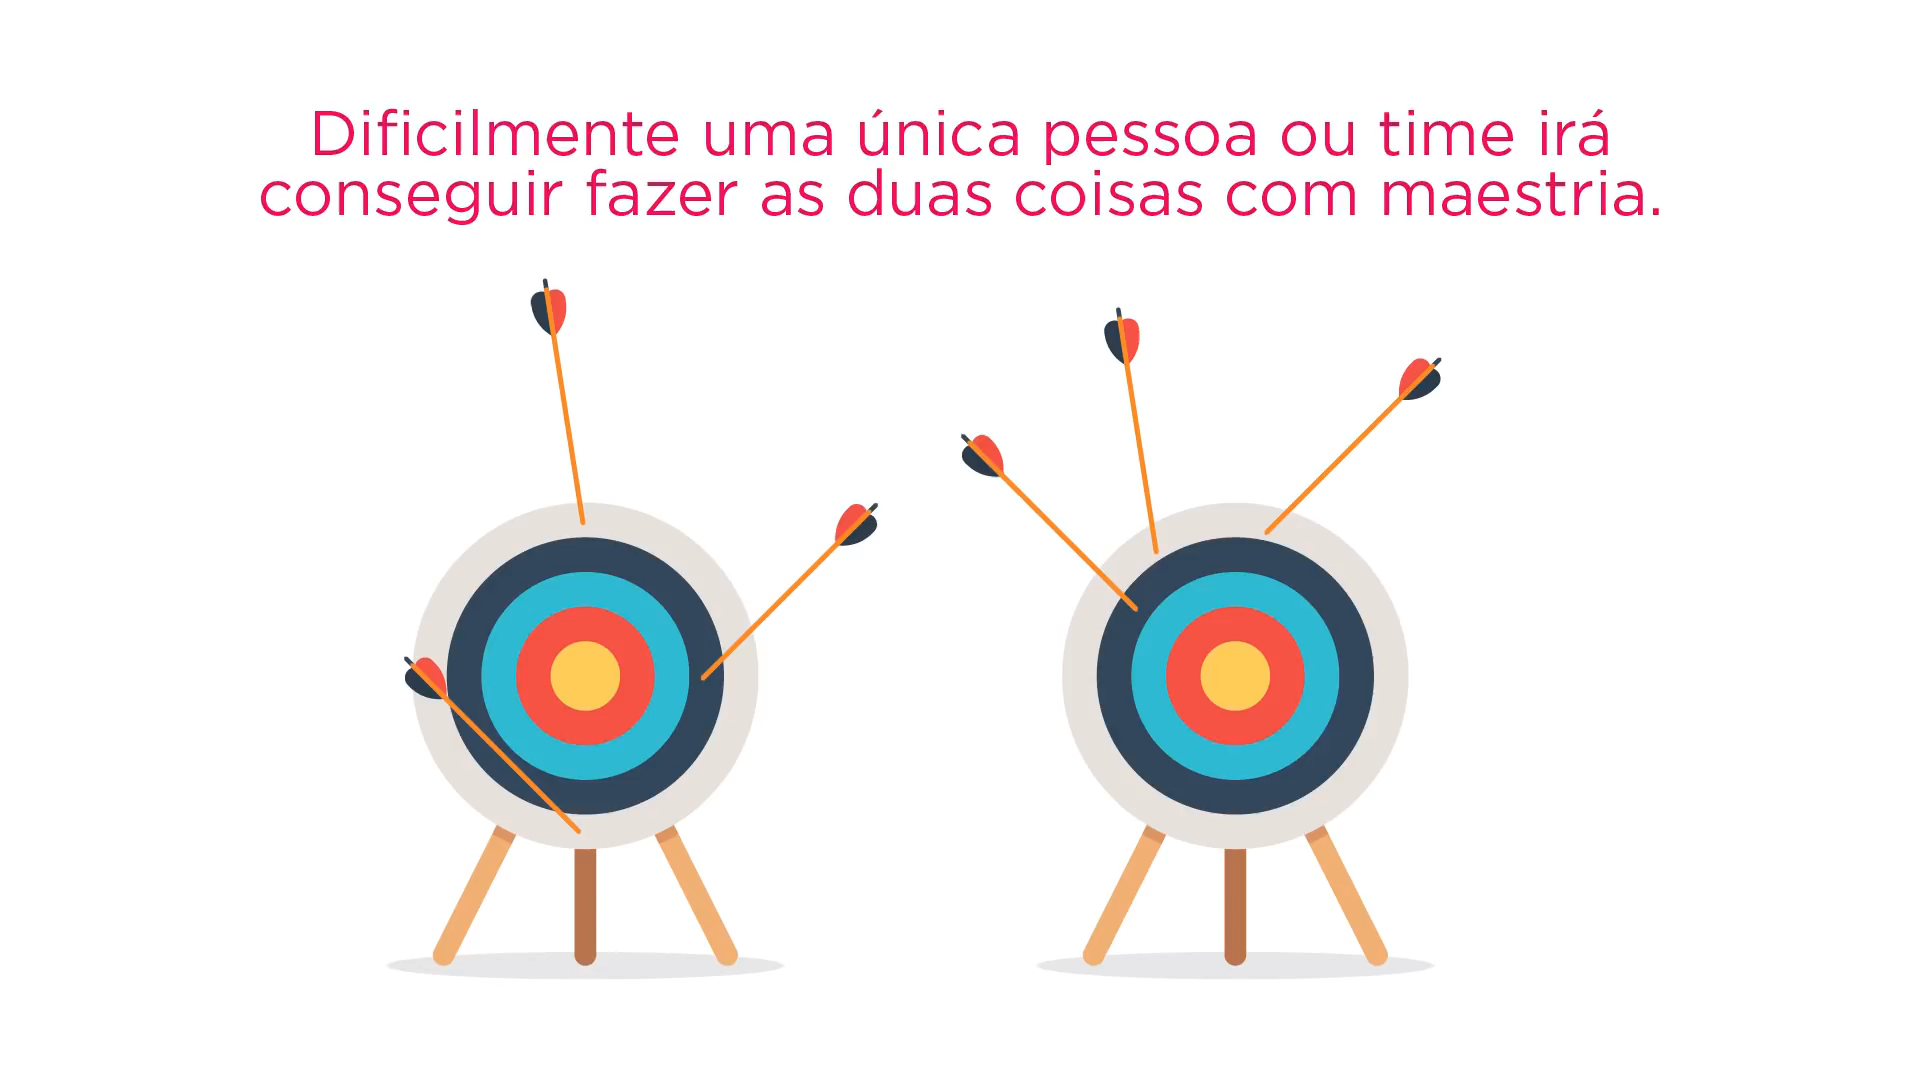 Dificilmente uma única pessoa ou time irá
conseguir fazer as duas coisas com maestria.